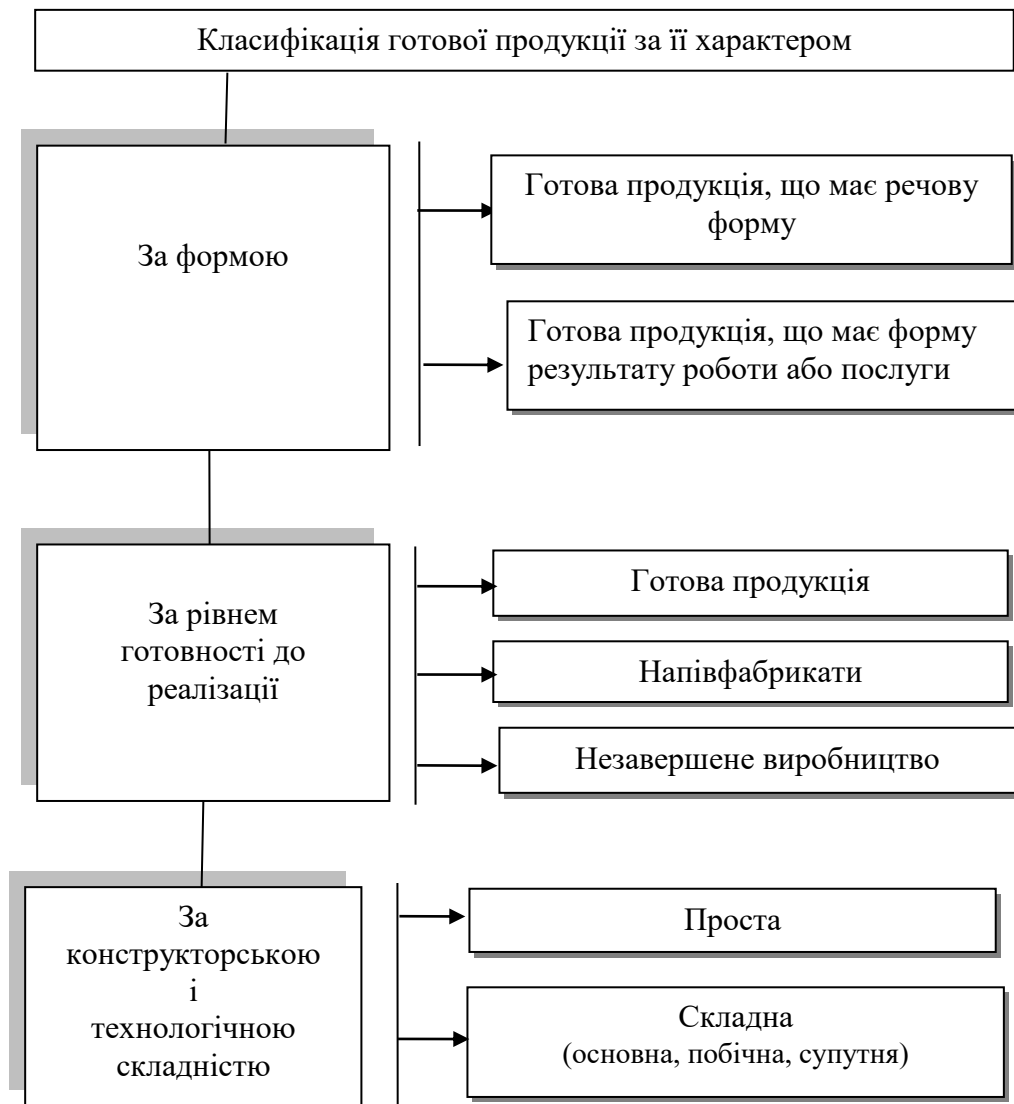 Класифікація готової продукції за її характером
За формою
Готова продукція, що має речову
форму
Готова продукція, що має форму
результату роботи або послуги
За рівнем
готовності до
реалізації
Готова продукція
Напівфабрикати
Незавершене виробництво
За
конструкторською
і
технологічною
складністю
Проста
Складна
(основна, побічна, супутня)